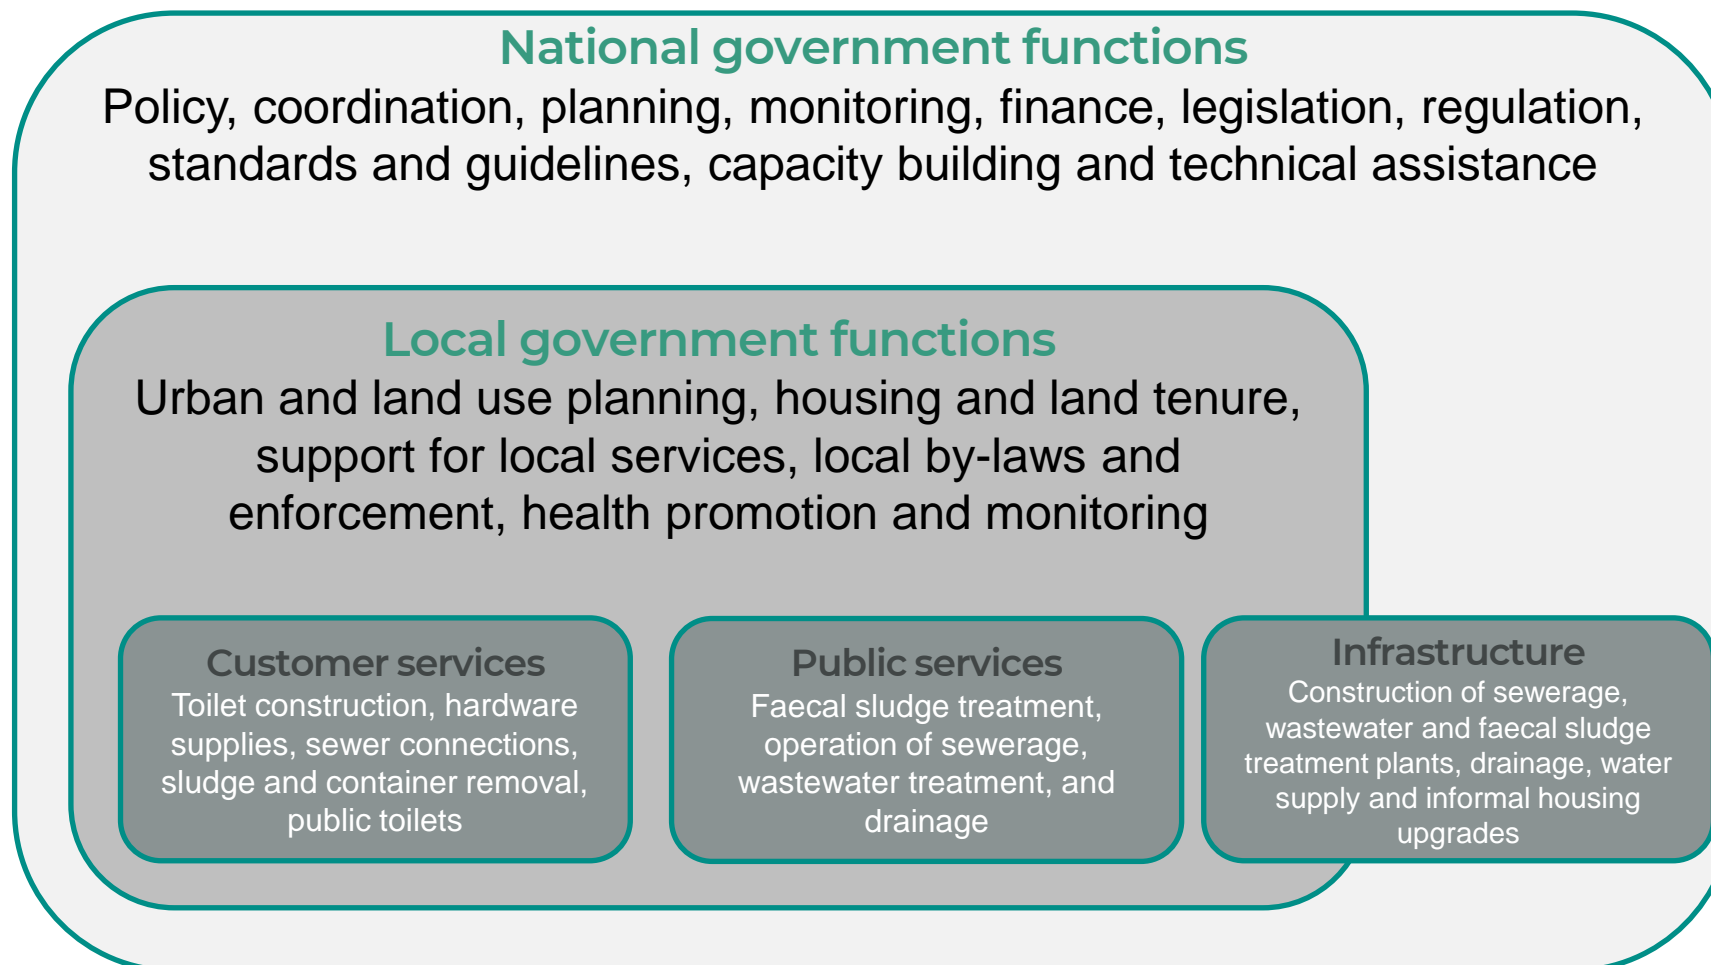 National government functions
Policy, coordination, planning, monitoring, finance, legislation, regulation,
standards and guidelines, capacity building and technical assistance
Local government functions
Urban and land use planning, housing and land tenure,
support for local services, local by-laws and
enforcement, health promotion and monitoring
Customer services
Toilet construction, hardware
supplies, sewer connections,
sludge and container removal,
public toilets
Public services
Faecal sludge treatment,
operation of sewerage,
wastewater treatment, and
drainage
Infrastructure
Construction of sewerage,
wastewater and faecal sludge
treatment plants, drainage, water
supply and informal housing
upgrades